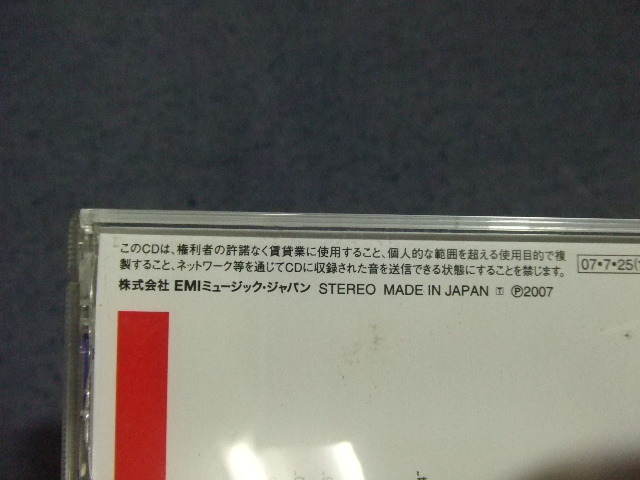 このCDは、権利者の許諾なく賃貸業に使用すること、個人的な範囲を超える使用目的で複
製すること、ネットワーク等を通じてCDに収録された音を送信できる状態にすることを禁じます。
07・7・25
株式会社 EMIミュージック・ジャパン STEREO MADE IN JAPAN T ℗2007